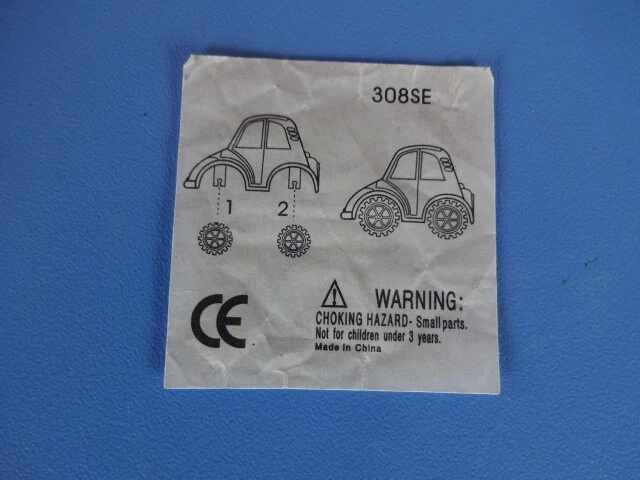 308SE
1 2
CE
WARNING:
CHOKING HAZARD- Small parts.
Not for children under 3 years.
Made in China